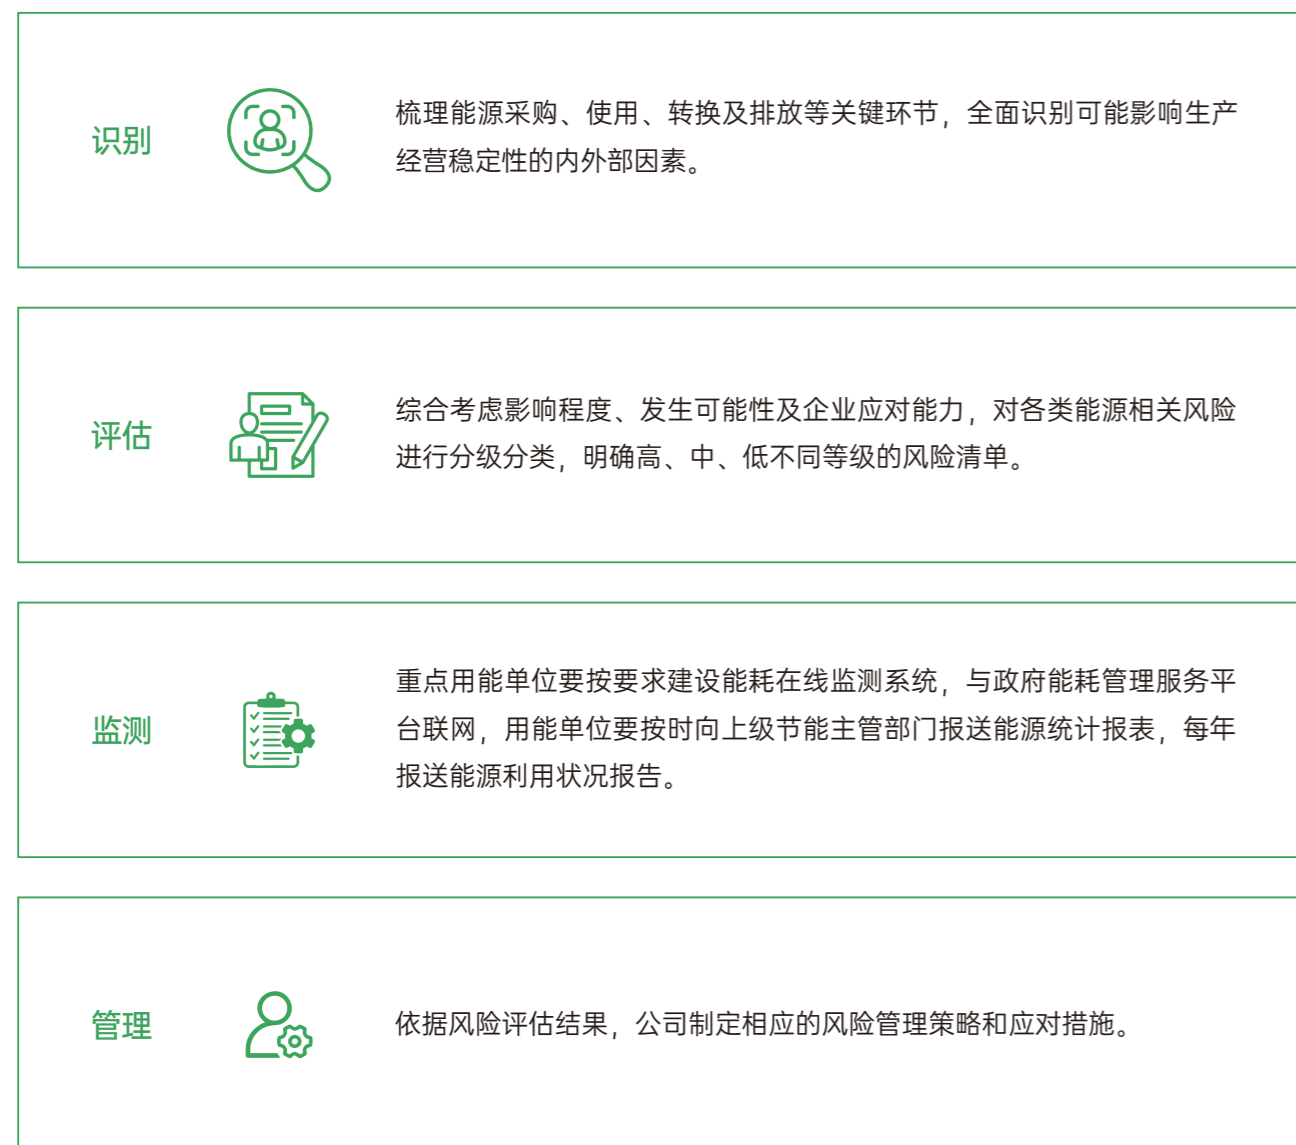 识别
梳理能源采购、使用、转换及排放等关键环节，全面识别可能影响生产
经营稳定性的内外部因素。
评估
综合考虑影响程度、发生可能性及企业应对能力，对各类能源相关风险
进行分级分类，明确高、中、低不同等级的风险清单。
监测
重点用能单位要按要求建设能耗在线监测系统，与政府能耗管理服务平
台联网，用能单位要按时向上级节能主管部门报送能源统计报表，每年
报送能源利用状况报告。
管理
依据风险评估结果，公司制定相应的风险管理策略和应对措施。